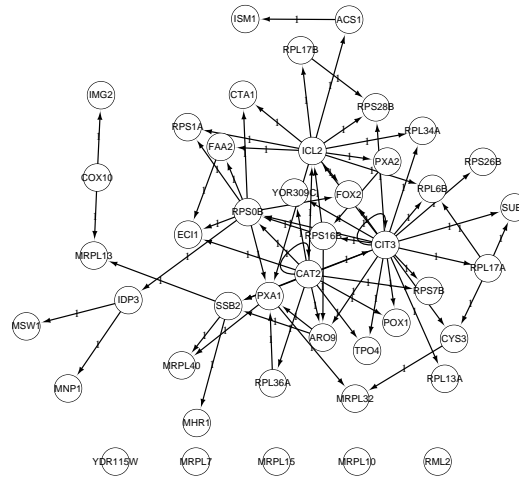 ISM1
ACS1
RPL17B
IMG2
CTA1
RPS28B
RPS1A
RPL34A
FAA2
ICL2
PXA2
RPS26B
COX10
YOR309C
FOX2
RPL6B
RPS0B
SUE
ECI1
RPS16B
CIT3
MRPL13
CAT2
RPL17A
IDP3
SSB2
PXA1
RPS7B
MSW1
POX1
ARO9
CYS3
TPO4
MRPL40
MNP1
RPL36A
RPL13A
MRPL32
MHR1
YDR115W
MRPL7
MRPL15
MRPL10
RML2